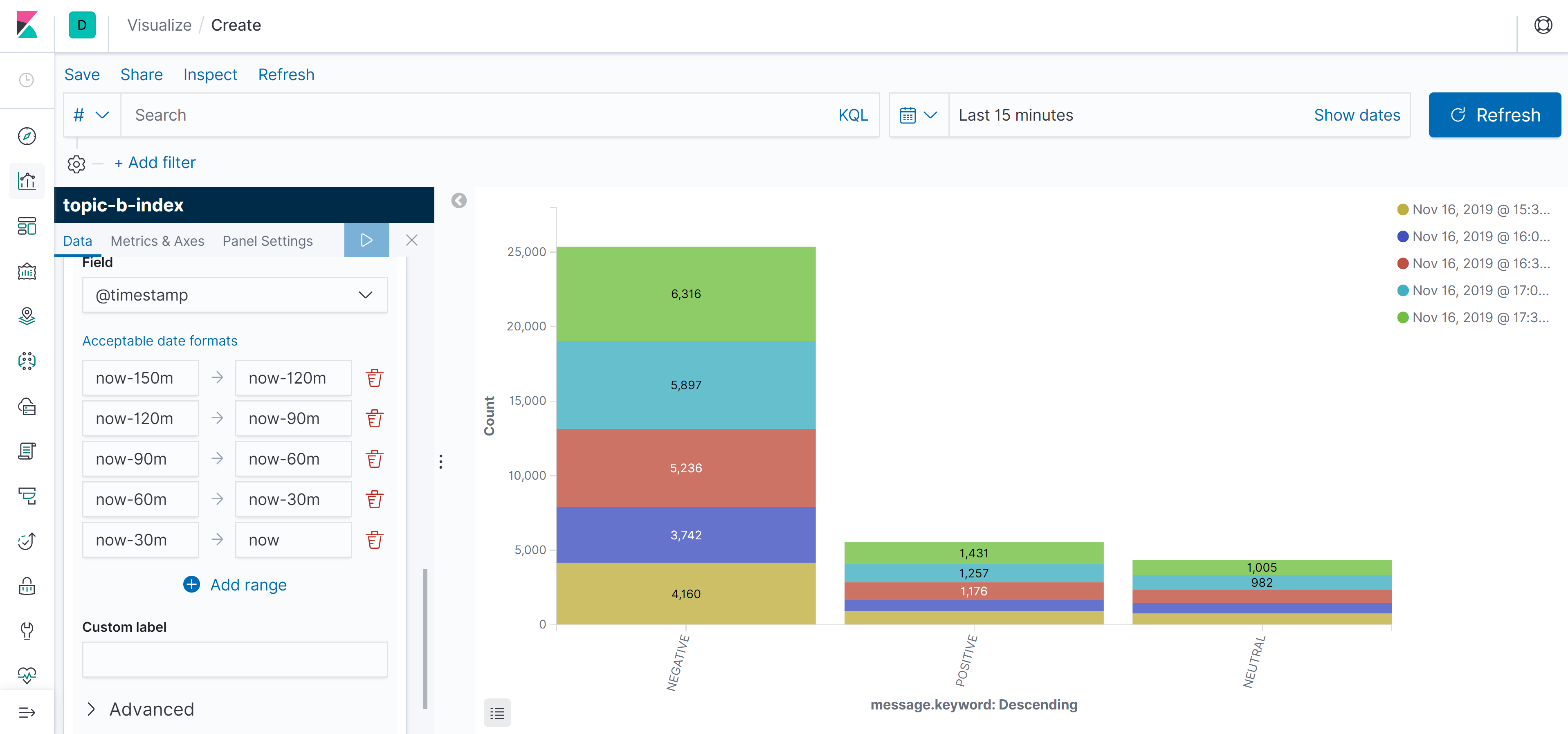 D Visualize / Create
Save Share Inspect Refresh
# Search KQL Last 15 minutes Show dates Refresh
+ Add filter
topic-b-index
Data Metrics & Axes Panel Settings
Field
@timestamp
Acceptable date formats
now-150m → now-120m
now-120m → now-90m
now-90m → now-60m
now-60m → now-30m
now-30m → now
Add range
Custom label
Advanced
Count
25,000
20,000
15,000
10,000
5,000
0
6,316
5,897
5,236
3,742
4,160
1,431
1,257
1,176
1,005
982
NEGATIVE
POSITIVE
NEUTRAL
message.keyword: Descending
Nov 16, 2019 @ 15:3...
Nov 16, 2019 @ 16:0...
Nov 16, 2019 @ 16:3...
Nov 16, 2019 @ 17:0...
Nov 16, 2019 @ 17:3...